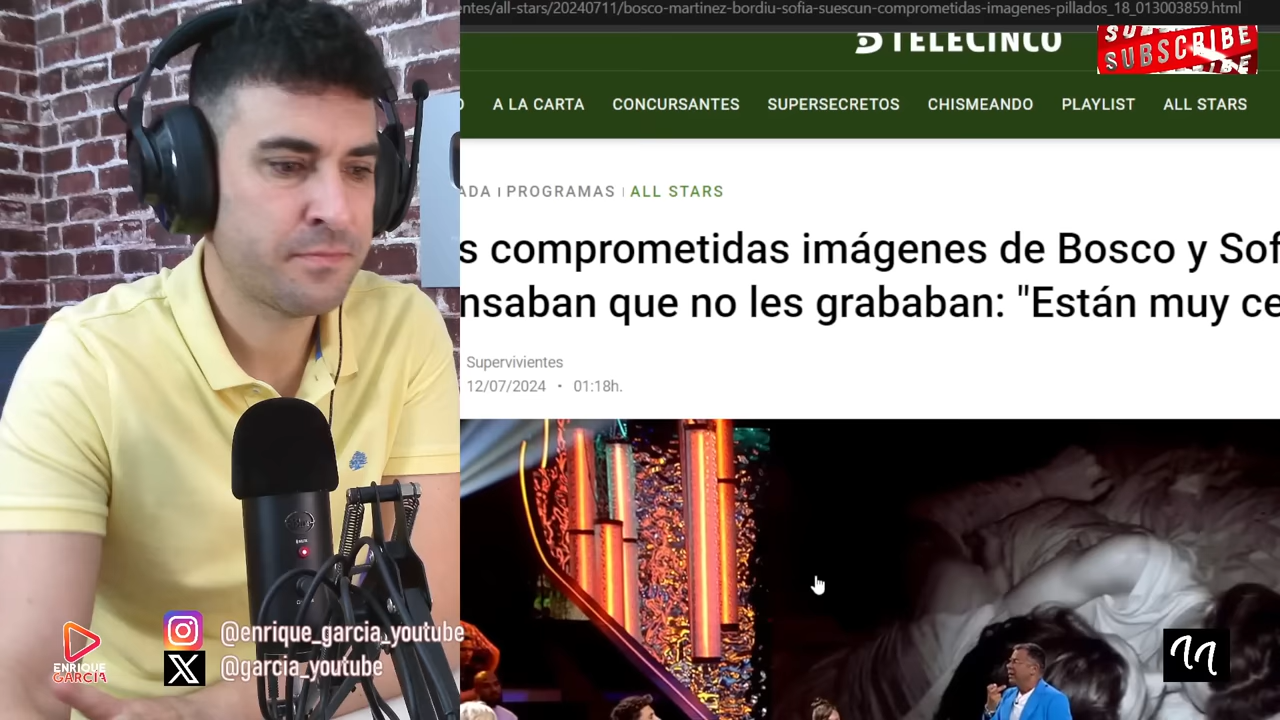 entes/all-stars/20240711/bosco-martinez-bordiu-sofia-suescun-comprometidas-imagenes-pillados_18_013003859.html
TELECINCO
SUBSCRIBE
A LA CARTA CONCURSANTES SUPERSECRETOS CHISMEANDO PLAYLIST ALL STARS
ADA | PROGRAMAS | ALL STARS
s comprometidas imágenes de Bosco y Sof
nsaban que no les grababan: "Están muy ce
Supervivientes
12/07/2024 • 01:18h.
@enrique_garcia_youtube
@garcia_youtube
ENRIQUE
GARCIA